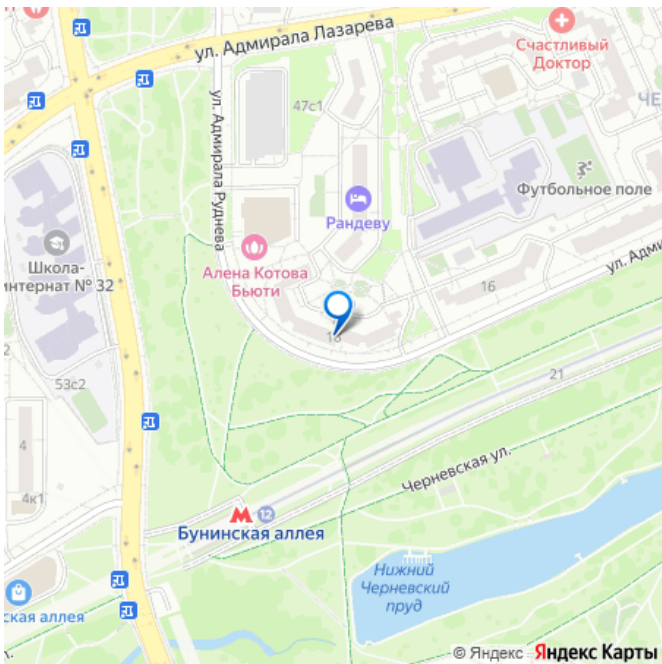 ул. Адмирала Лазарева
Счастливый
Доктор
ул. Адмирала Руднева
47с1
ЧЕ
Футбольное поле
Рандеву
Школа-
интернат № 32
Алена Котова
Бьюти
ул. Адми
16
2
21
53с2
4
4к1
Черневская ул.
М
12
Бунинская аллея
Нижний
Черневский
пруд
ская аллея
© Яндекс Яндекс Карты